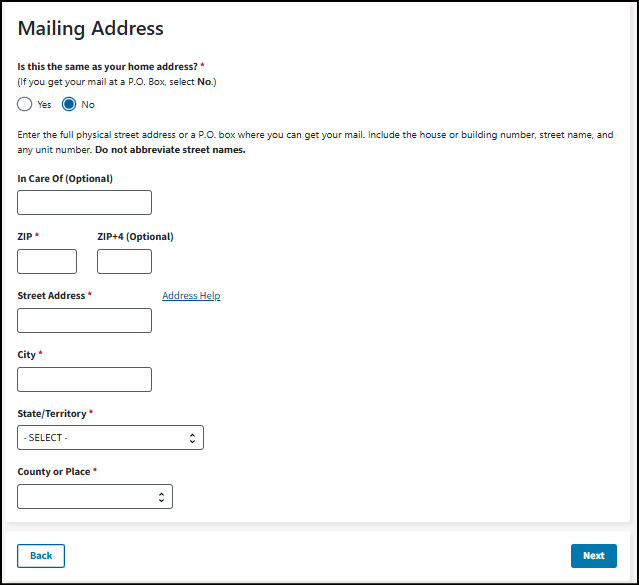 Mailing Address
Is this the same as your home address? *
(If you get your mail at a P.O. Box, select No.)
Yes No
Enter the full physical street address or a P.O. box where you can get your mail. Include the house or building number, street name, and
any unit number. Do not abbreviate street names.
In Care Of (Optional)
ZIP * ZIP+4 (Optional)
Street Address * Address Help
City *
State/Territory *
- SELECT -
County or Place *
Back Next